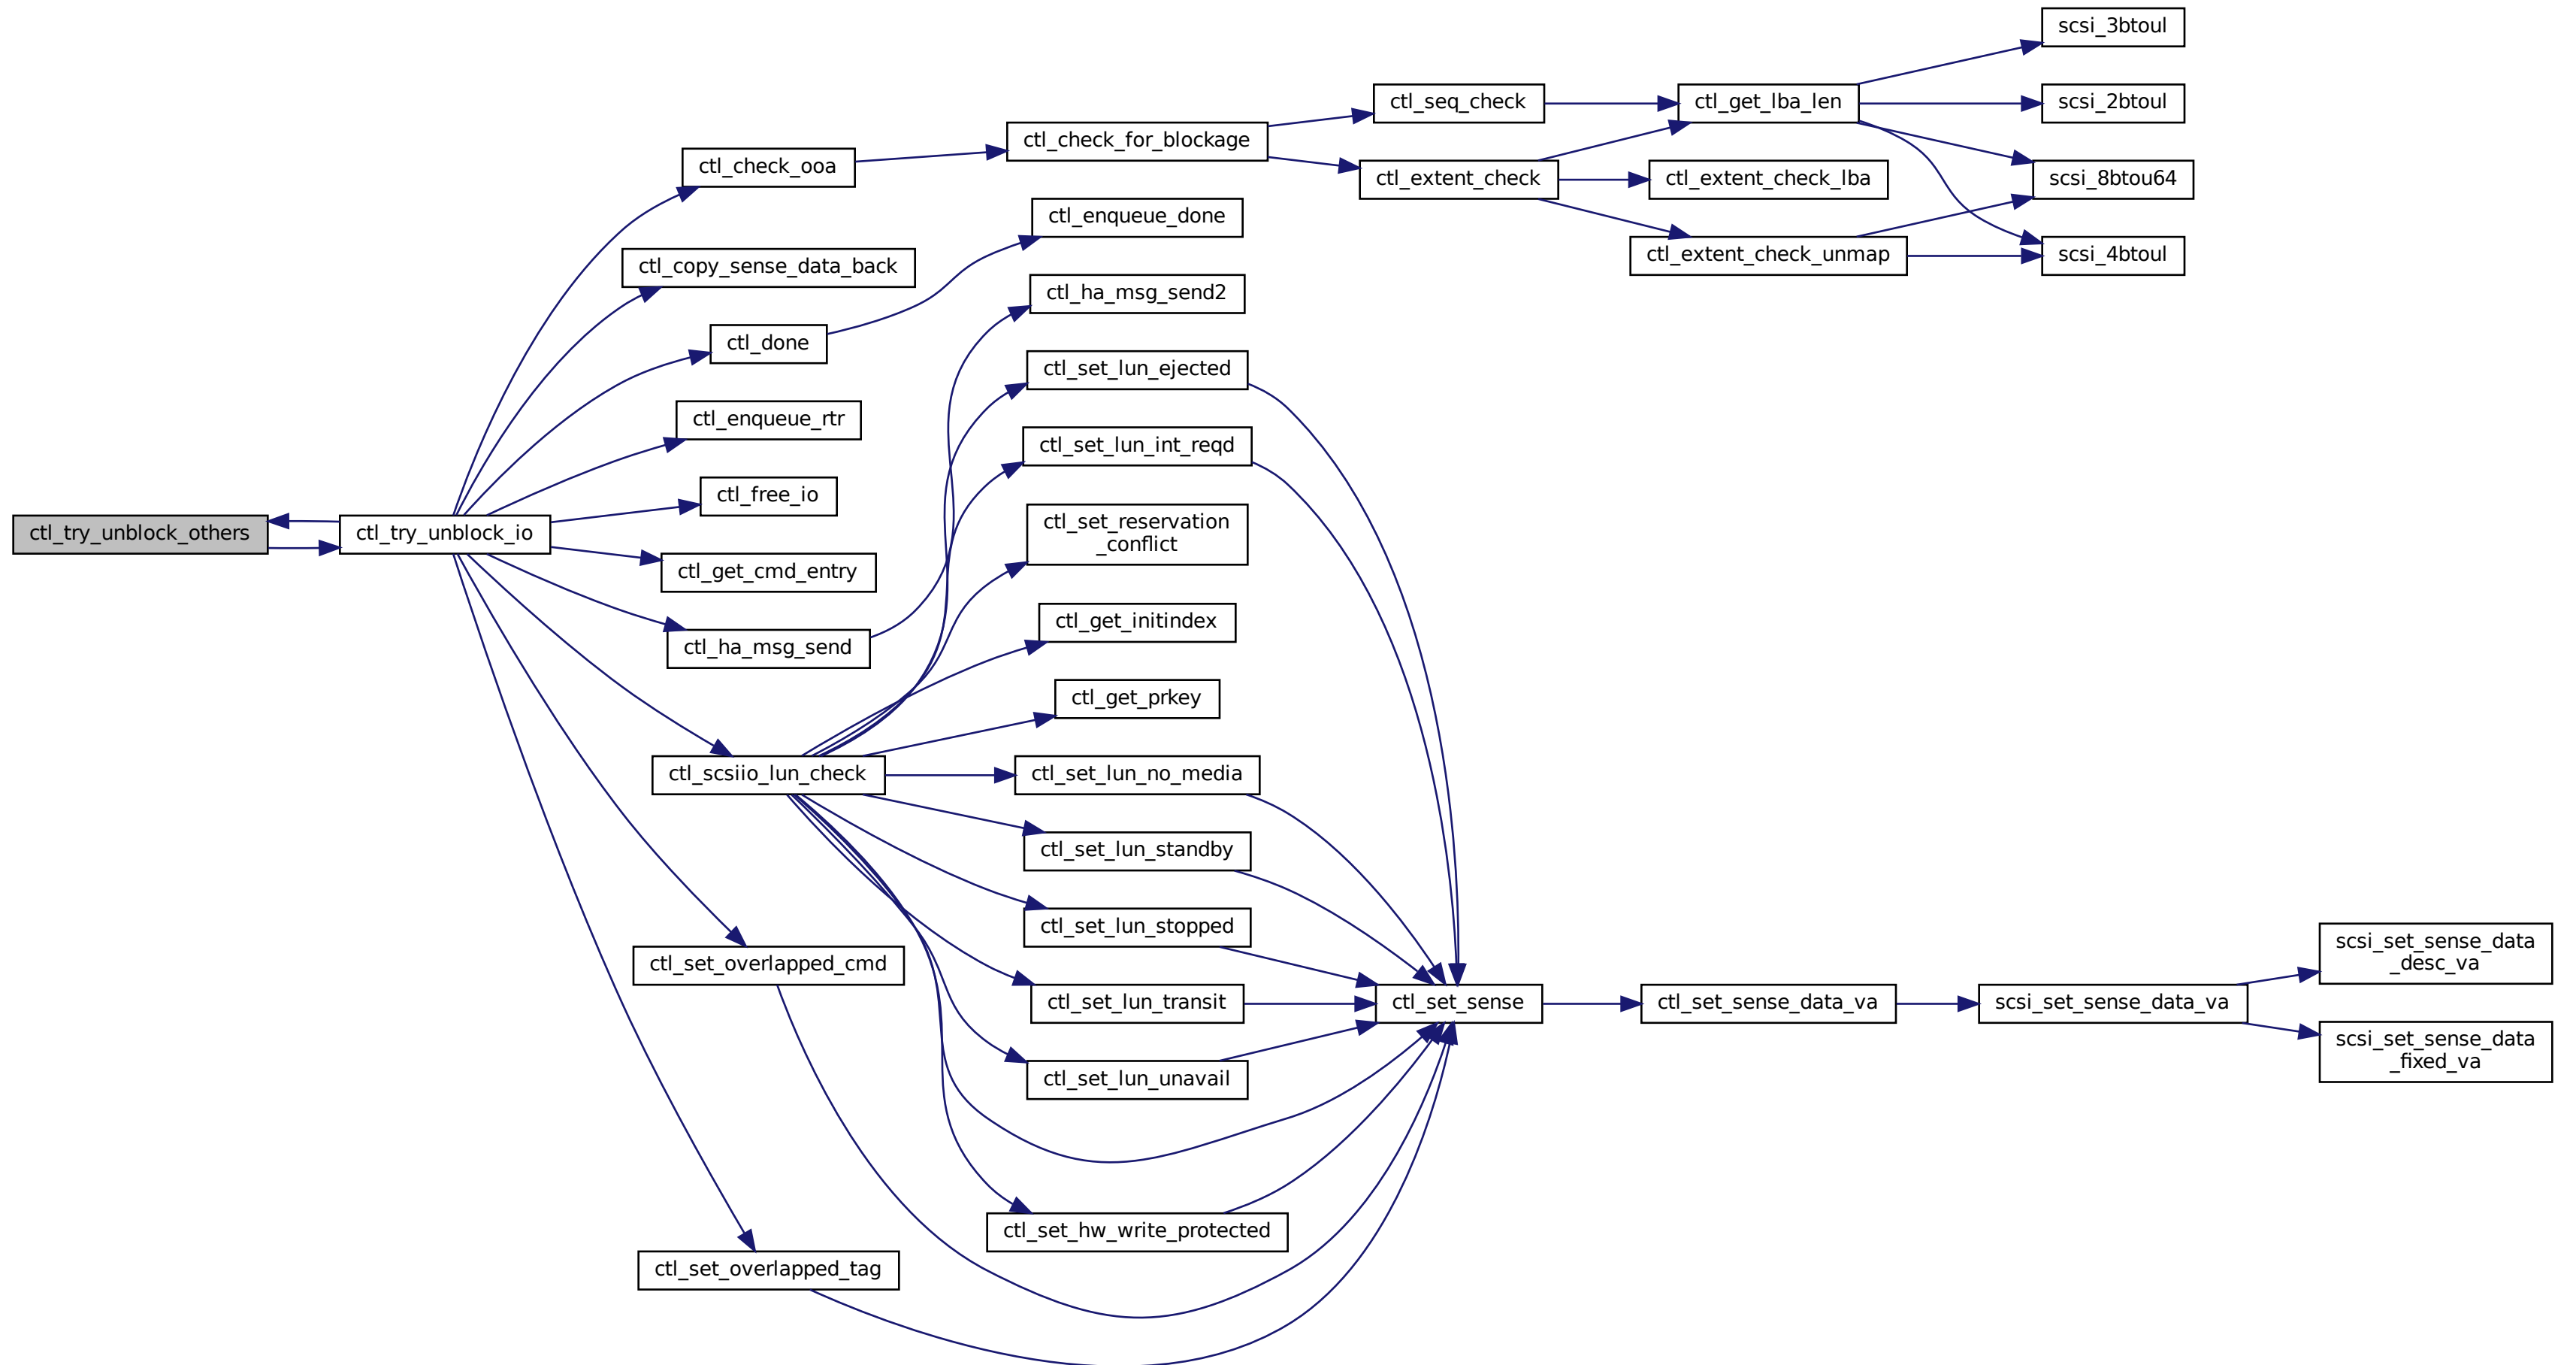 scsi_3btoul
ctl_seq_check
ctl_get_lba_len
scsi_2btoul
ctl_check_for_blockage
ctl_check_ooa
ctl_extent_check
ctl_extent_check_lba
scsi_8btou64
ctl_enqueue_done
ctl_extent_check_unmap
scsi_4btoul
ctl_copy_sense_data_back
ctl_ha_msg_send2
ctl_done
ctl_set_lun_ejected
ctl_enqueue_rtr
ctl_set_lun_int_reqd
ctl_free_io
ctl_try_unblock_others
ctl_try_unblock_io
ctl_set_reservation
_conflict
ctl_get_cmd_entry
ctl_get_initindex
ctl_ha_msg_send
ctl_get_prkey
ctl_scsiio_lun_check
ctl_set_lun_no_media
ctl_set_lun_standby
ctl_set_lun_stopped
scsi_set_sense_data
_desc_va
ctl_set_overlapped_cmd
ctl_set_lun_transit
ctl_set_sense
ctl_set_sense_data_va
scsi_set_sense_data_va
scsi_set_sense_data
_fixed_va
ctl_set_lun_unavail
ctl_set_hw_write_protected
ctl_set_overlapped_tag